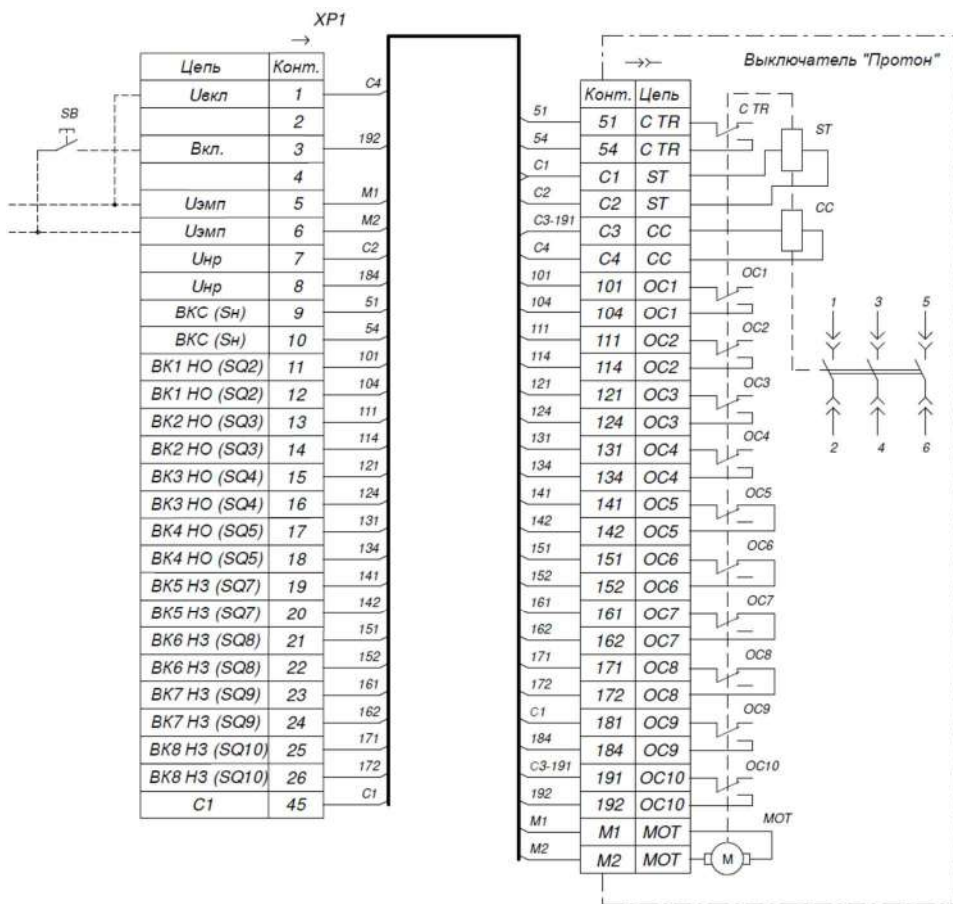 XP1
Цепь Конт.
Uвкл 1 C4
2
SB
Вкл. 3 192
4
Uэмп 5 M1
Uэмп 6 M2
Uнр 7 C2
Uнр 8 184
ВКС (Sн) 9 51
ВКС (Sн) 10 54
ВК1 НО (SQ2) 11 101
ВК1 НО (SQ2) 12 104
ВК2 НО (SQ3) 13 111
ВК2 НО (SQ3) 14 114
ВК3 НО (SQ4) 15 121
ВК3 НО (SQ4) 16 124
ВК4 НО (SQ5) 17 131
ВК4 НО (SQ5) 18 134
ВК5 НЗ (SQ7) 19 141
ВК5 НЗ (SQ7) 20 142
ВК6 НЗ (SQ8) 21 151
ВК6 НЗ (SQ8) 22 152
ВК7 НЗ (SQ9) 23 161
ВК7 НЗ (SQ9) 24 162
ВК8 НЗ (SQ10) 25 171
ВК8 НЗ (SQ10) 26 172
C1 45 C1
Выключатель "Протон"
Конт. Цепь
51 51 C TR C TR
54 54 C TR
ST
C1 C1 ST
C2 C2 ST
C3-191 C3 CC CC
C4 C4 CC
101 101 OC1 OC1
104 104 OC1
111 111 OC2 OC2
114 114 OC2
121 121 OC3 OC3
124 124 OC3
131 131 OC4 OC4
134 134 OC4
141 141 OC5 OC5
142 142 OC5
151 151 OC6 OC6
152 152 OC6
161 161 OC7 OC7
162 162 OC7
171 171 OC8 OC8
172 172 OC8
C1 181 OC9 OC9
184 184 OC9
C3-191 191 OC10 OC10
192 192 OC10
M1 M1 MOT MOT
M2 M2 MOT M
1 3 5
2 4 6